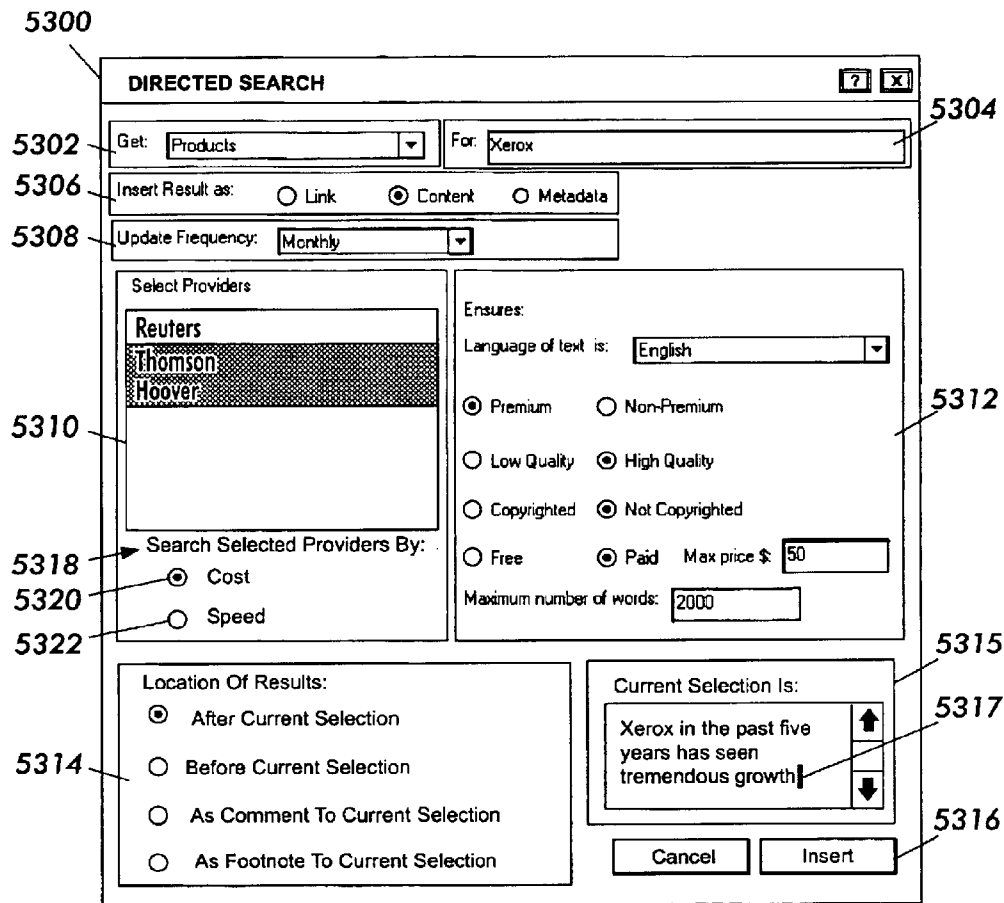 5300
DIRECTED SEARCH ? X
5302 Get: Products For: Xerox 5304
5306 Insert Result as: Link Content Metadata
5308 Update Frequency: Monthly
Select Providers
Reuters
Thomson
Hoover
5310
5318 Search Selected Providers By:
5320 Cost
5322 Speed
Ensures:
Language of text is: English
Premium Non-Premium 5312
Low Quality High Quality
Copyrighted Not Copyrighted
Free Paid Max price $: 50
Maximum number of words: 2000
Location Of Results:
After Current Selection
5314 Before Current Selection
As Comment To Current Selection
As Footnote To Current Selection
5315
Current Selection Is:
5317
Xerox in the past five
years has seen
tremendous growth
5316
Cancel Insert